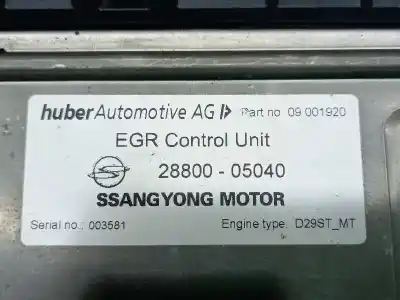 huber Automotive AG Part no 09 001920
EGR Control Unit
28800 - 05040
SSANGYONG MOTOR
Serial no.: 003581 Engine type: D29ST_MT